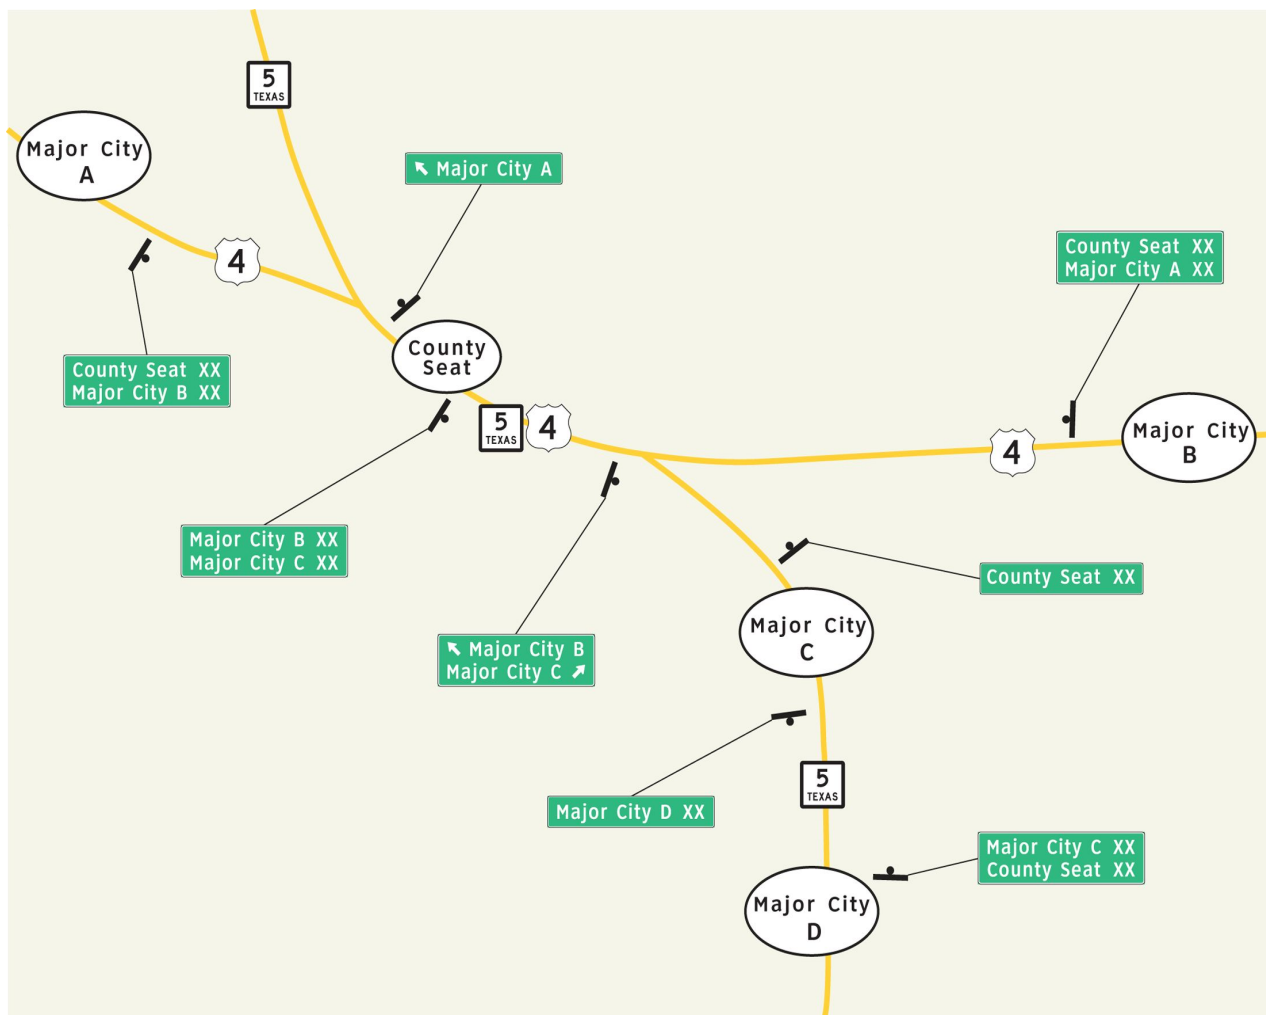 5
TEXAS
Major City
A
Major City A
County Seat XX
Major City A XX
4
County Seat XX
Major City B XX
County
Seat
5
TEXAS
4
4
Major City
B
Major City B XX
Major City C XX
County Seat XX
Major City B
Major City C
Major City
C
Major City D XX
5
TEXAS
Major City C XX
County Seat XX
Major City
D